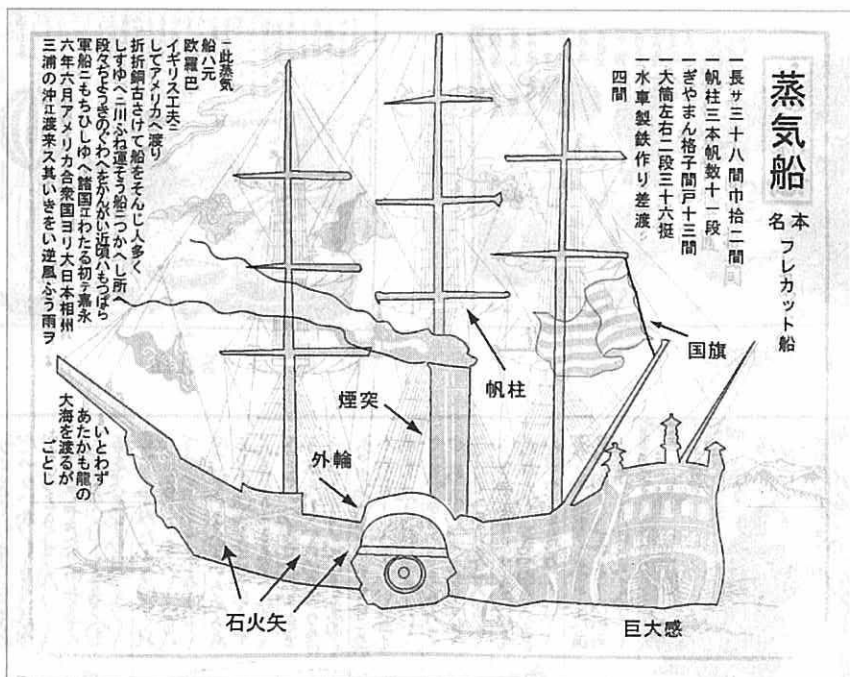 蒸気船
本名 フレカット船
一長サ三十八間巾拾二間
一帆柱三本帆数十一段
一ぎやまん格子間戸十三間
一大筒左右二段三十六挺
一水車製鉄作り差渡
四間
ニ此蒸気
船ハ元
欧羅巴
イギリス工夫ニ
してアメリカへ渡り
折折銅古さけて船をそんじ人多く
しすゆへニ川ふね運そう船ニつかへし所へ
段々ちよつきのぐわへをかんがい近頃ハもつぱら
軍船ニもちひしゆへ諸国江わたる初テ嘉永
六年六月アメリカ合衆国ヨリ大日本相州
三浦の沖江渡来ス其いきをい逆風ふう雨ヲ
いとわず
あたかも龍の
大海を渡るが
ごとし
国旗
帆柱
煙突
外輪
石火矢
巨大感